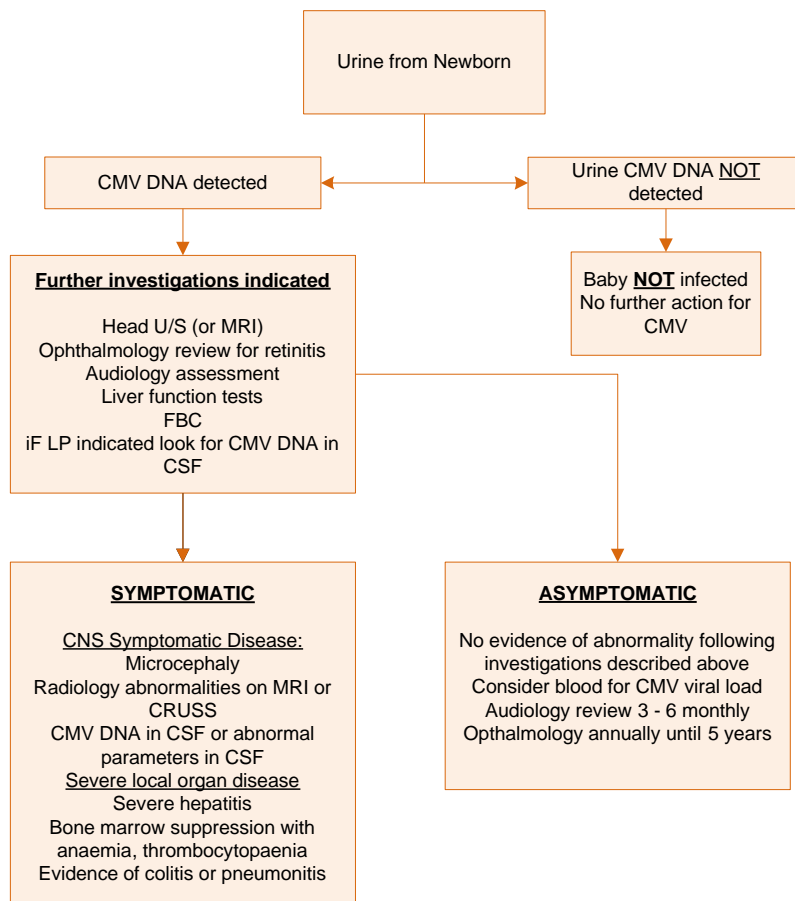 Urine from Newborn
CMV DNA detected
Urine CMV DNA NOT
detected
Further investigations indicated
Head U/S (or MRI)
Ophthalmology review for retinitis
Audiology assessment
Liver function tests
FBC
iF LP indicated look for CMV DNA in
CSF
Baby NOT infected
No further action for
CMV
SYMPTOMATIC
CNS Symptomatic Disease:
Microcephaly
Radiology abnormalities on MRI or
CRUSS
CMV DNA in CSF or abnormal
parameters in CSF
Severe local organ disease
Severe hepatitis
Bone marrow suppression with
anaemia, thrombocytopaenia
Evidence of colitis or pneumonitis
ASYMPTOMATIC
No evidence of abnormality following
investigations described above
Consider blood for CMV viral load
Audiology review 3 - 6 monthly
Opthalmology annually until 5 years